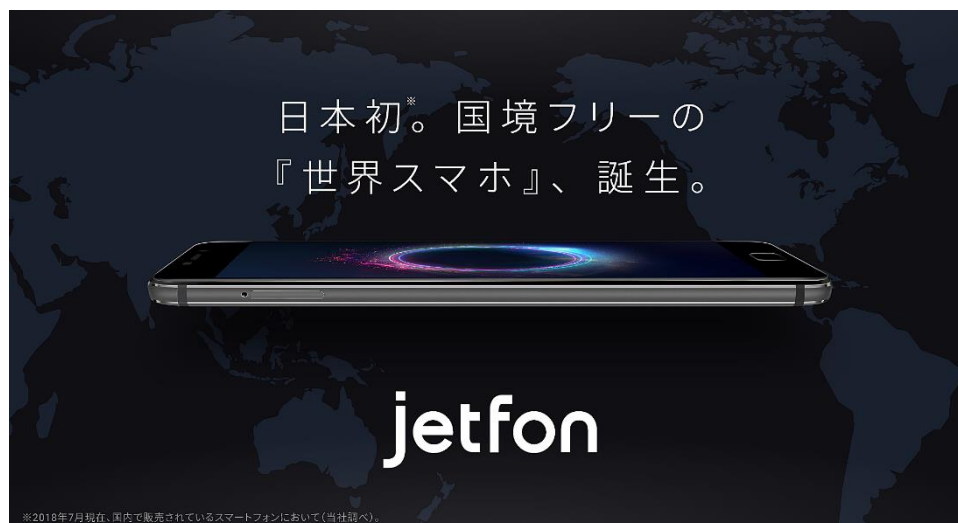 日本初※。国境フリーの
『世界スマホ』、誕生。
jetfon
※2018年7月現在、国内で販売されているスマートフォンにおいて(当社調べ)。